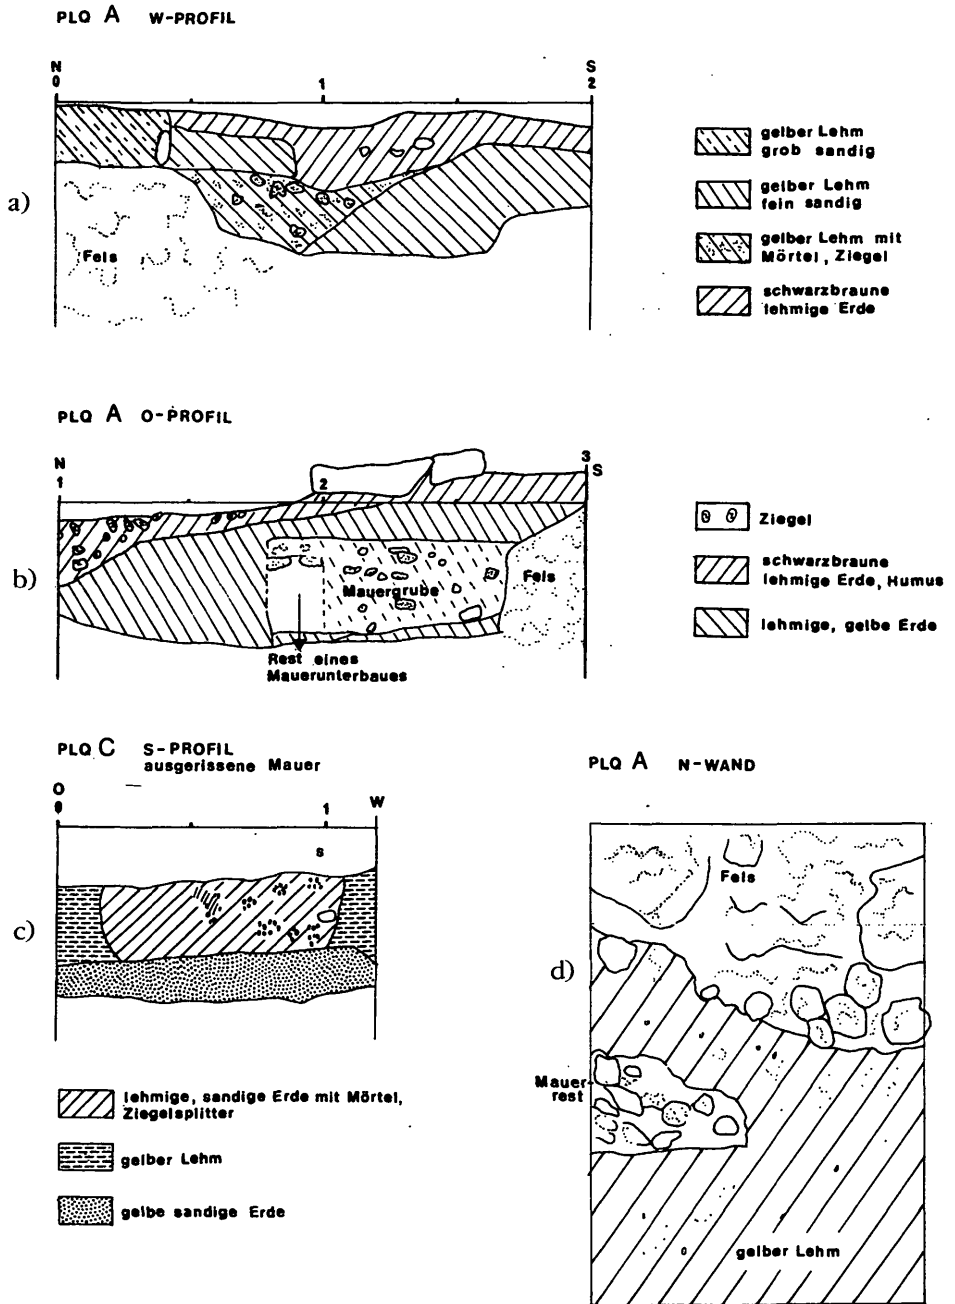 PLQ A W-PROFIL
N
0
1
S
2
a)
Fels
gelber Lehm
grob sandig
gelber Lehm
fein sandig
gelber Lehm mit
Mörtel, Ziegel
schwarzbraune
lehmige Erde
PLQ A O-PROFIL
N
1
2
3
S
b)
Mauergrube
Fels
Rest eines
Mauerunterbaues
Ziegel
schwarzbraune
lehmige Erde, Humus
lehmige, gelbe Erde
PLQ C S-PROFIL
ausgerissene Mauer
O
1
W
s
c)
lehmige, sandige Erde mit Mörtel,
Ziegelsplitter
gelber Lehm
gelbe sandige Erde
PLQ A N-WAND
Fels
d)
Mauer-
rest
gelber Lehm